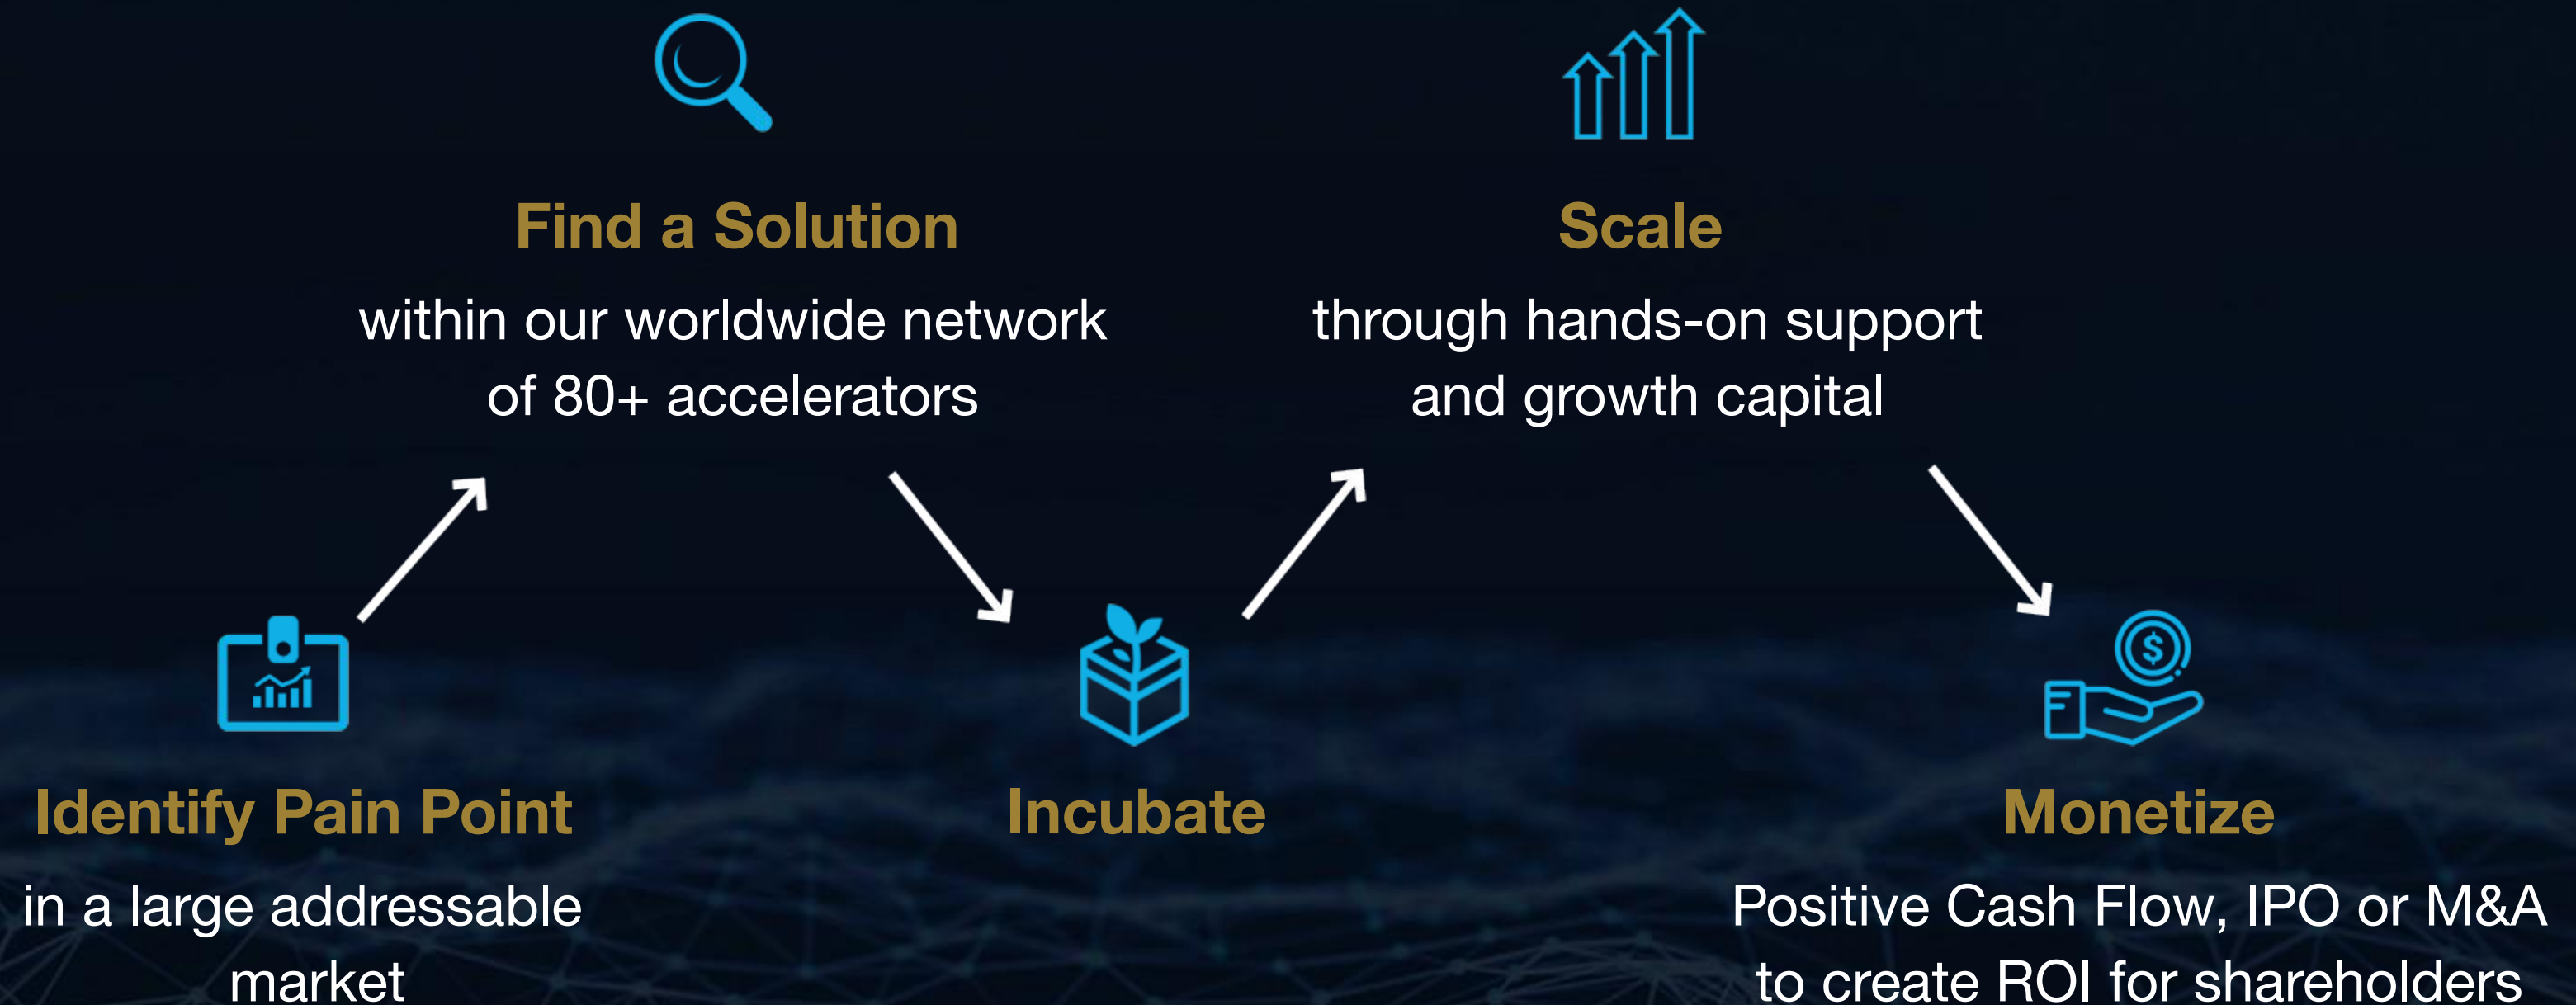 Find a Solution
within our worldwide network
of 80+ accelerators
Scale
through hands-on support
and growth capital
Identify Pain Point
in a large addressable
market
Incubate
$
Monetize
Positive Cash Flow, IPO or M&A
to create ROI for shareholders